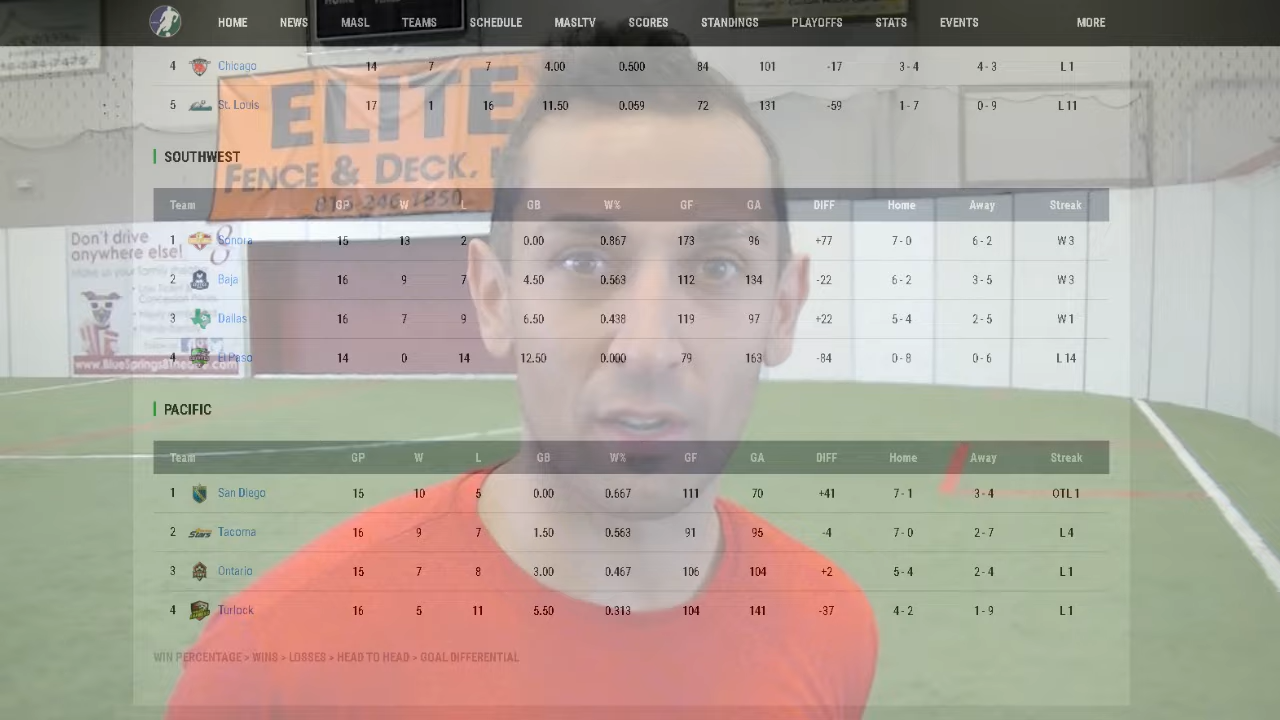 HOME NEWS MASL TEAMS SCHEDULE MASLTV SCORES STANDINGS PLAYOFFS STATS EVENTS MORE
4 Chicago 14 7 7 4.00 0.500 84 101 -17 3 - 4 4 - 3 L 1
5 St. Louis 17 1 16 11.50 0.059 72 131 -59 1 - 7 0 - 9 L 11
ELITE
FENCE & DECK,
816-246-1850
SOUTHWEST
Team GP W L GB W% GF GA DIFF Home Away Streak
1 Sonora 15 13 2 0.00 0.867 173 96 +77 7 - 0 6 - 2 W 3
2 Baja 16 9 7 4.50 0.563 112 134 -22 6 - 2 3 - 5 W 3
3 Dallas 16 7 9 6.50 0.438 119 97 +22 5 - 4 2 - 5 W 1
4 El Paso 14 0 14 12.50 0.000 79 163 -84 0 - 8 0 - 6 L 14
Don't drive
anywhere else!
PACIFIC
Team GP W L GB W% GF GA DIFF Home Away Streak
1 San Diego 15 10 5 0.00 0.667 111 70 +41 7 - 1 3 - 4 OTL 1
2 Tacoma 16 9 7 1.50 0.563 91 95 -4 7 - 0 2 - 7 L 4
3 Ontario 15 7 8 3.00 0.467 106 104 +2 5 - 4 2 - 4 L 1
4 Turlock 16 5 11 5.50 0.313 104 141 -37 4 - 2 1 - 9 L 1
WIN PERCENTAGE > WINS > LOSSES > HEAD TO HEAD > GOAL DIFFERENTIAL